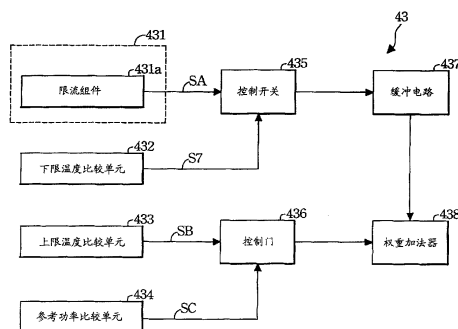 431
43
431a
限流组件
SA
435
控制开关
437
缓冲电路
432
下限温度比较单元
S7
433
上限温度比较单元
SB
436
控制门
438
权重加法器
434
参考功率比较单元
SC